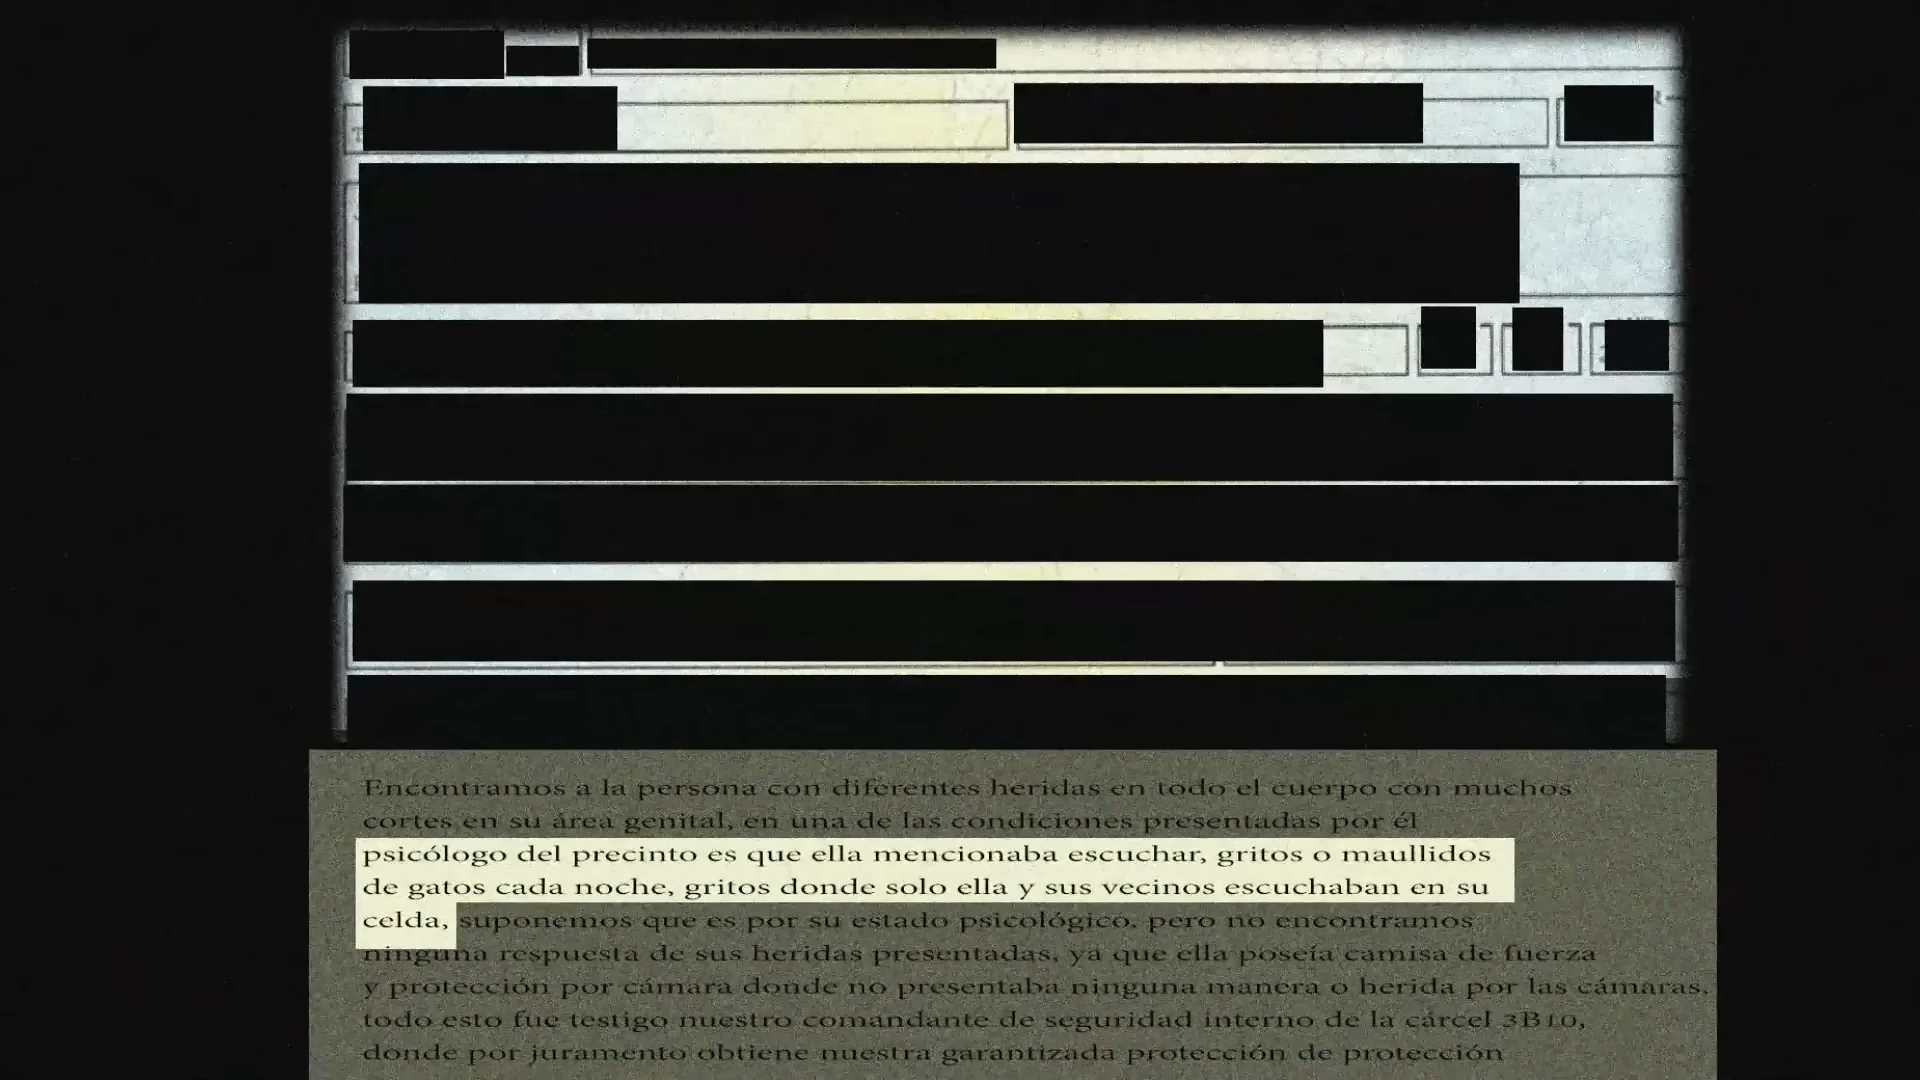 Encontramos a la persona con diferentes heridas en todo el cuerpo con muchos
cortes en su área genital, en una de las condiciones presentadas por él
psicólogo del precinto es que ella mencionaba escuchar, gritos o maullidos
de gatos cada noche, gritos donde solo ella y sus vecinos escuchaban en su
celda, suponemos que es por su estado psicológico. pero no encontramos
ninguna respuesta de sus heridas presentadas, ya que ella poseía camisa de fuerza
y protección por cámara donde no presentaba ninguna manera o herida por las cámaras,
todo esto fue testigo nuestro comandante de seguridad interno de la cárcel 3B10,
donde por juramento obtiene nuestra garantizada protección de protección